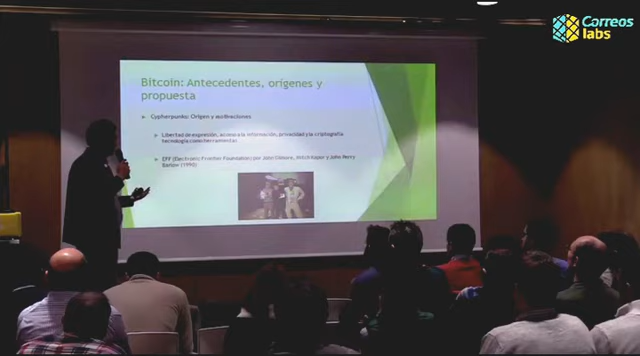 Correos
labs
Bitcoin: Antecedentes, orígenes y
propuesta
Cypherpunks: Origen y motivaciones
Libertad de expresión, acceso a la información, privacidad y la criptografía
tecnología como herramientas
EFF (Electronic Frontier Foundation) por John Gilmore, Mitch Kapor y John Perry
Barlow (1990)